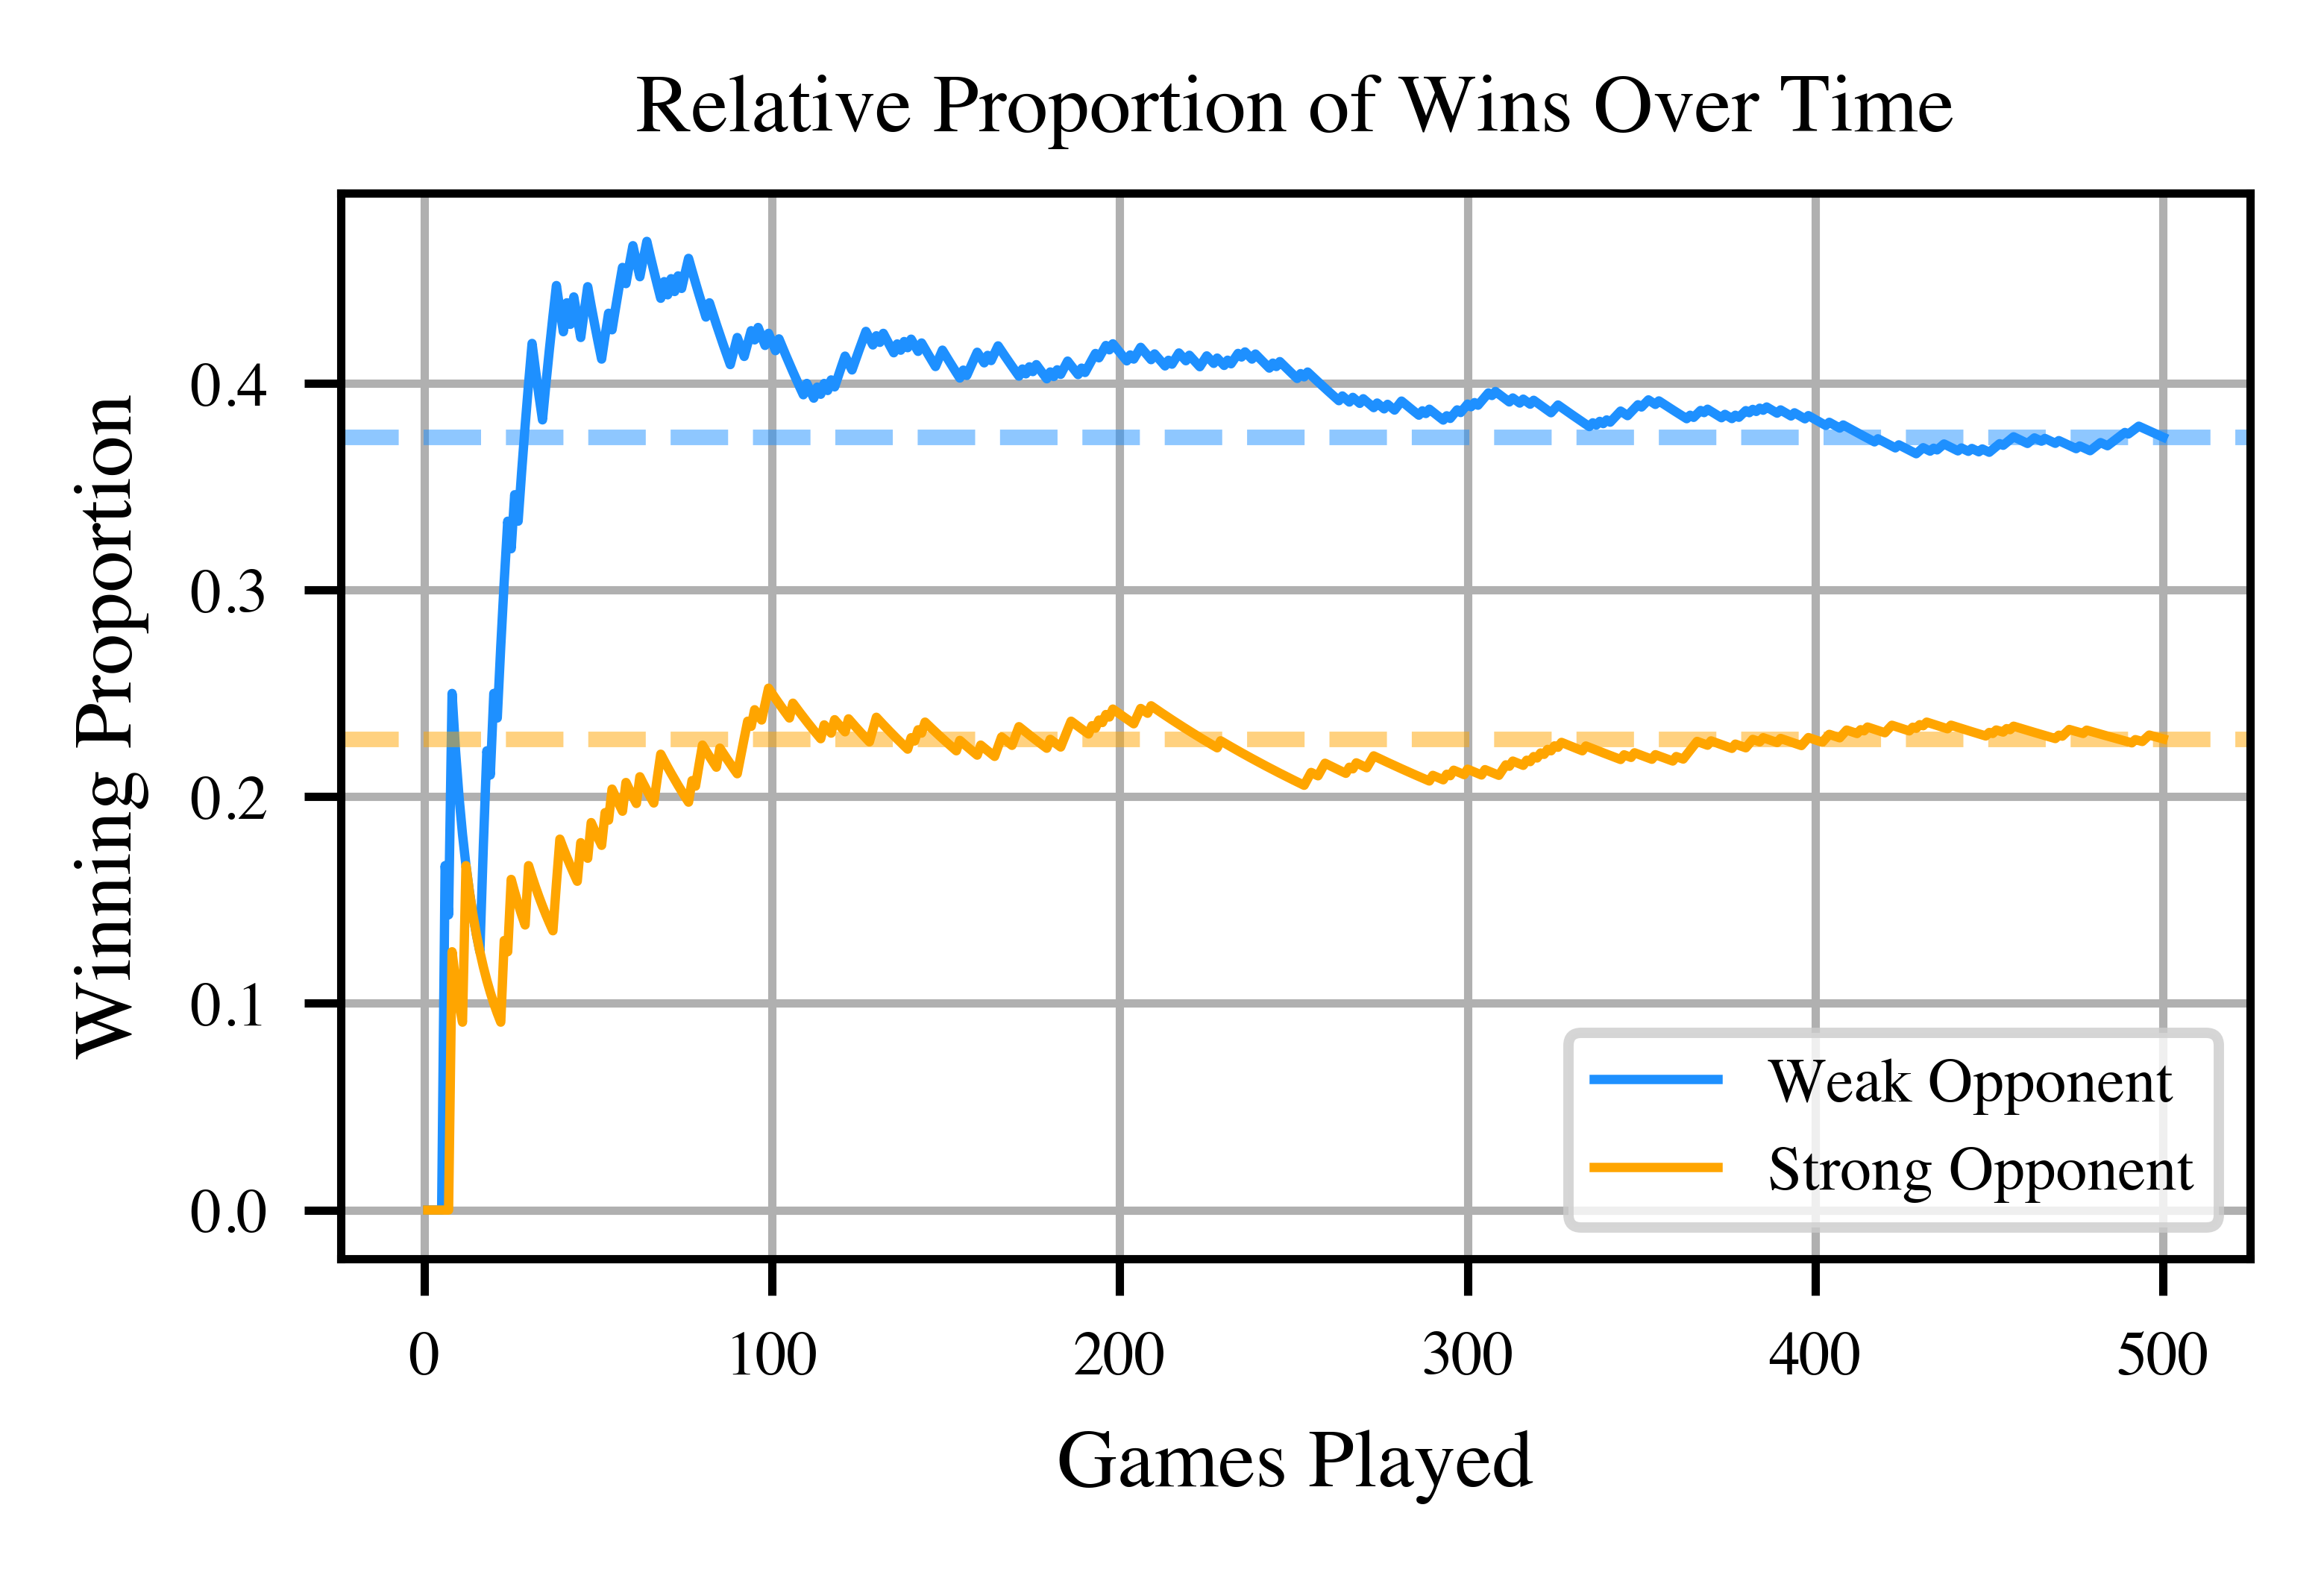 Relative Proportion of Wins Over Time
Winning Proportion
0.4
0.3
0.2
0.1
0.0
Weak Opponent
Strong Opponent
0 100 200 300 400 500
Games Played